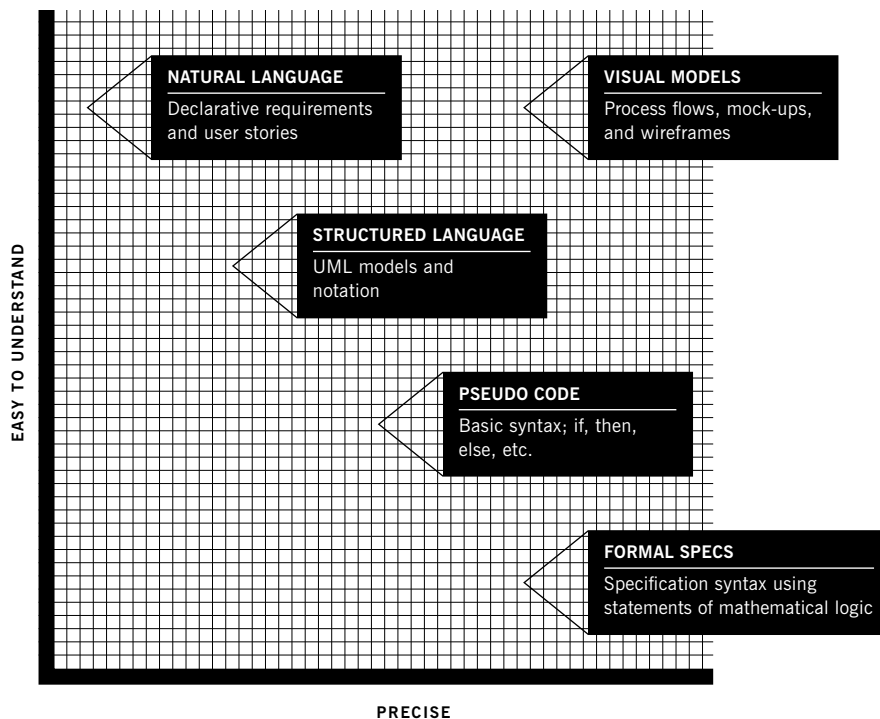 NATURAL LANGUAGE
Declarative requirements
and user stories
VISUAL MODELS
Process flows, mock-ups,
and wireframes
STRUCTURED LANGUAGE
UML models and
notation
EASY TO UNDERSTAND
PSEUDO CODE
Basic syntax; if, then,
else, etc.
FORMAL SPECS
Specification syntax using
statements of mathematical logic
PRECISE